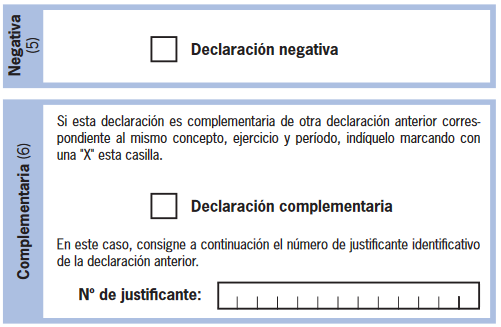 Negativa
(5)
Declaración negativa
Complementaria (6)
Si esta declaración es complementaria de otra declaración anterior corres-
pondiente al mismo concepto, ejercicio y período, indíquelo marcando con
una "X" esta casilla.
Declaración complementaria
En este caso, consigne a continuación el número de justificante identificativo
de la declaración anterior.
Nº de justificante: